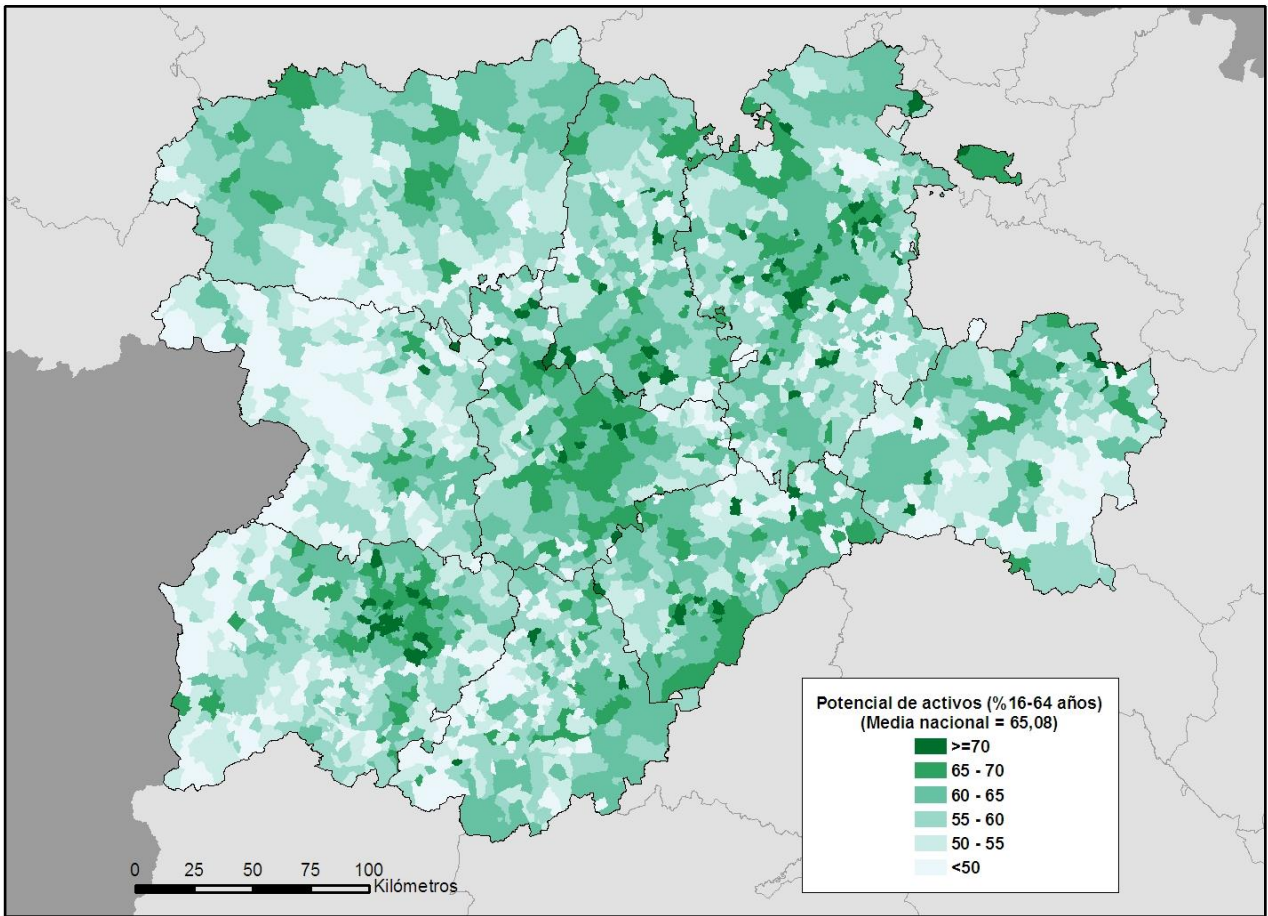 Potencial de activos (%16-64 años)
(Media nacional = 65,08)
>=70
65 - 70
60 - 65
55 - 60
50 - 55
<50
0 25 50 75 100
Kilómetros